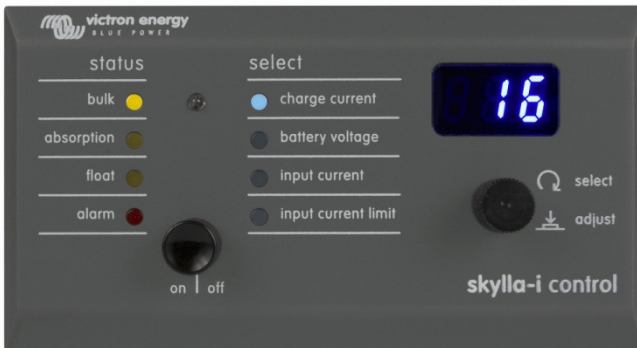 victron energy
BLUE POWER
status
select
bulk
charge current
absorption
battery voltage
float
input current
alarm
input current limit
16
select
adjust
on off
skylla-i control